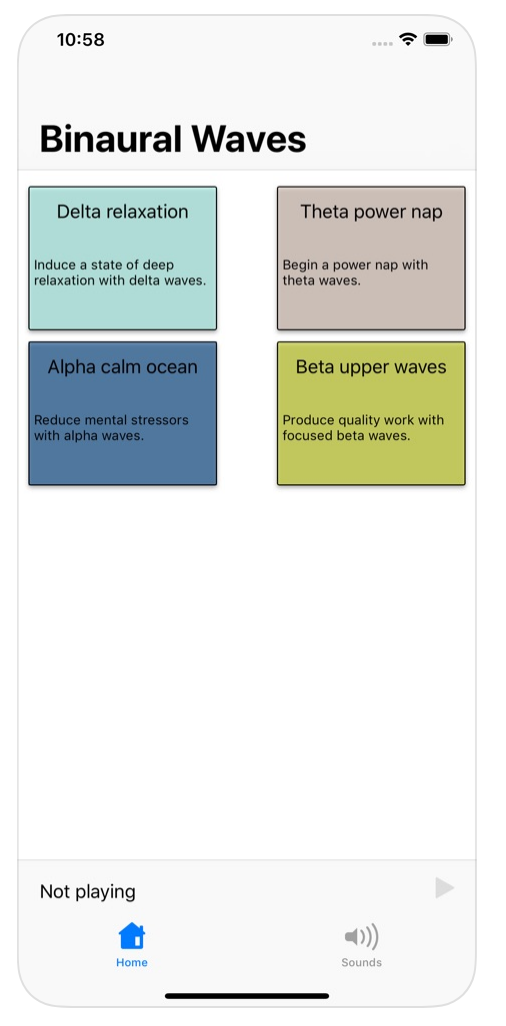 10:58
Binaural Waves
Delta relaxation
Induce a state of deep
relaxation with delta waves.
Theta power nap
Begin a power nap with
theta waves.
Alpha calm ocean
Reduce mental stressors
with alpha waves.
Beta upper waves
Produce quality work with
focused beta waves.
Not playing
Home
Sounds